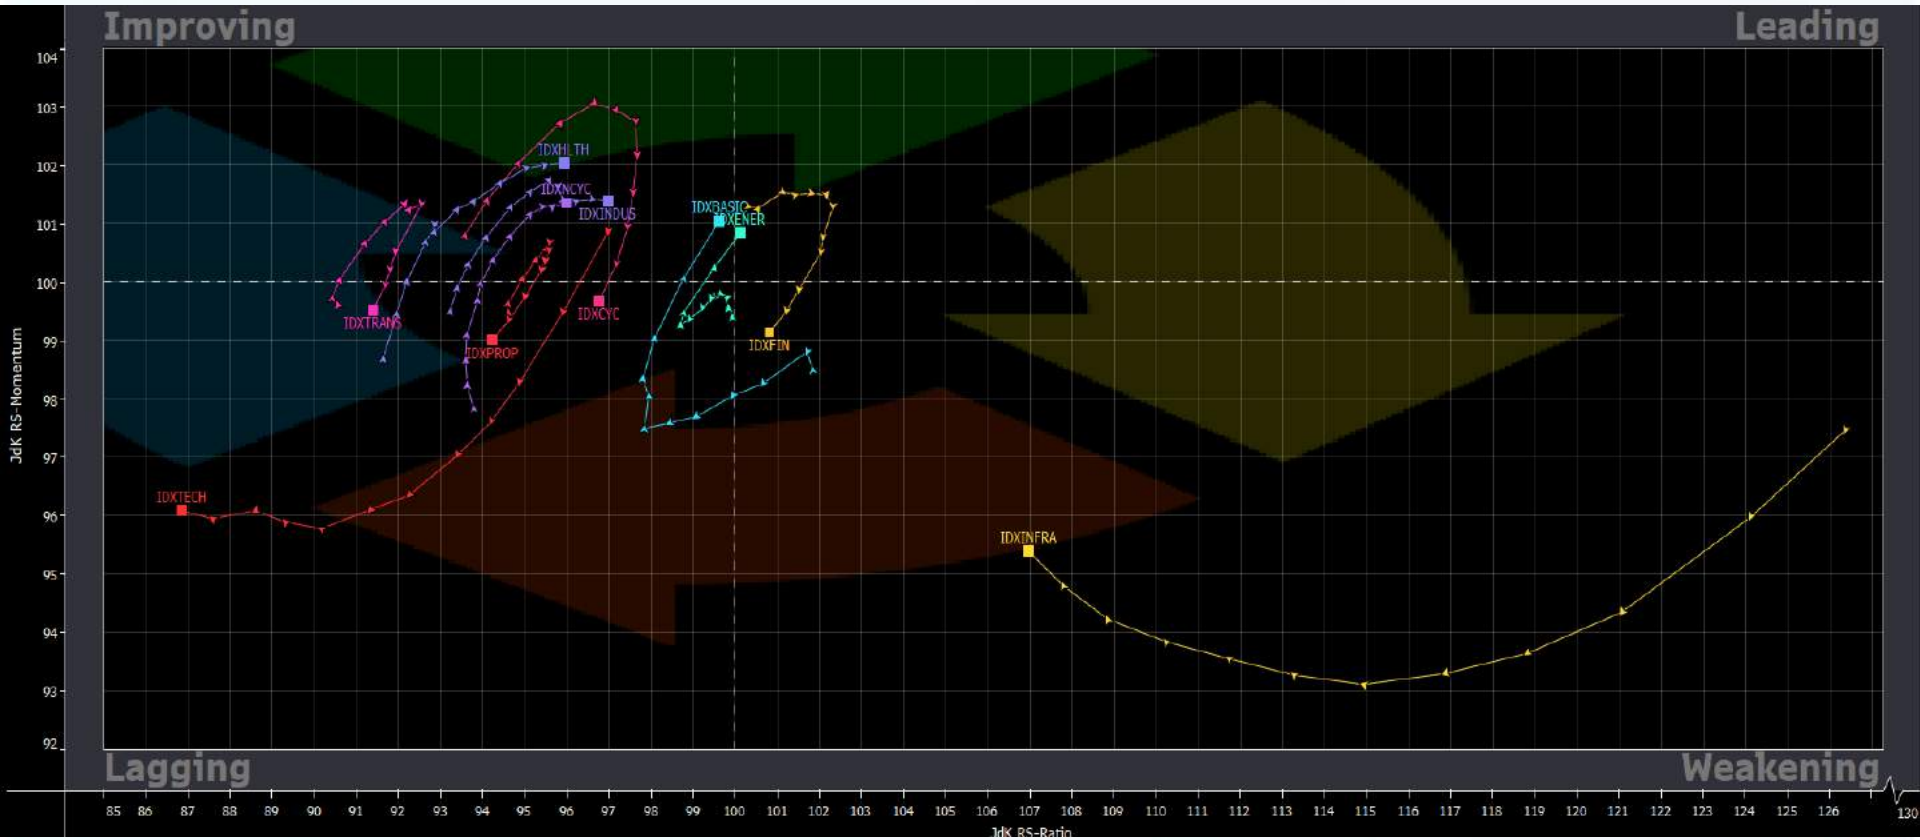 Improving
Leading
104
103
102
101
100
99
98
97
96
95
94
93
92
JdK RS-Momentum
IDXHLTH
IDXNCYC
IDXINDUS
IDXBASIC
IDXENER
IDXTRANS
IDXCYC
IDXPROP
IDXFIN
IDXTECH
IDXINFRA
Lagging
Weakening
85 86 87 88 89 90 91 92 93 94 95 96 97 98 99 100 101 102 103 104 105 106 107 108 109 110 111 112 113 114 115 116 117 118 119 120 121 122 123 124 125 126 130
JdK RS-Ratio